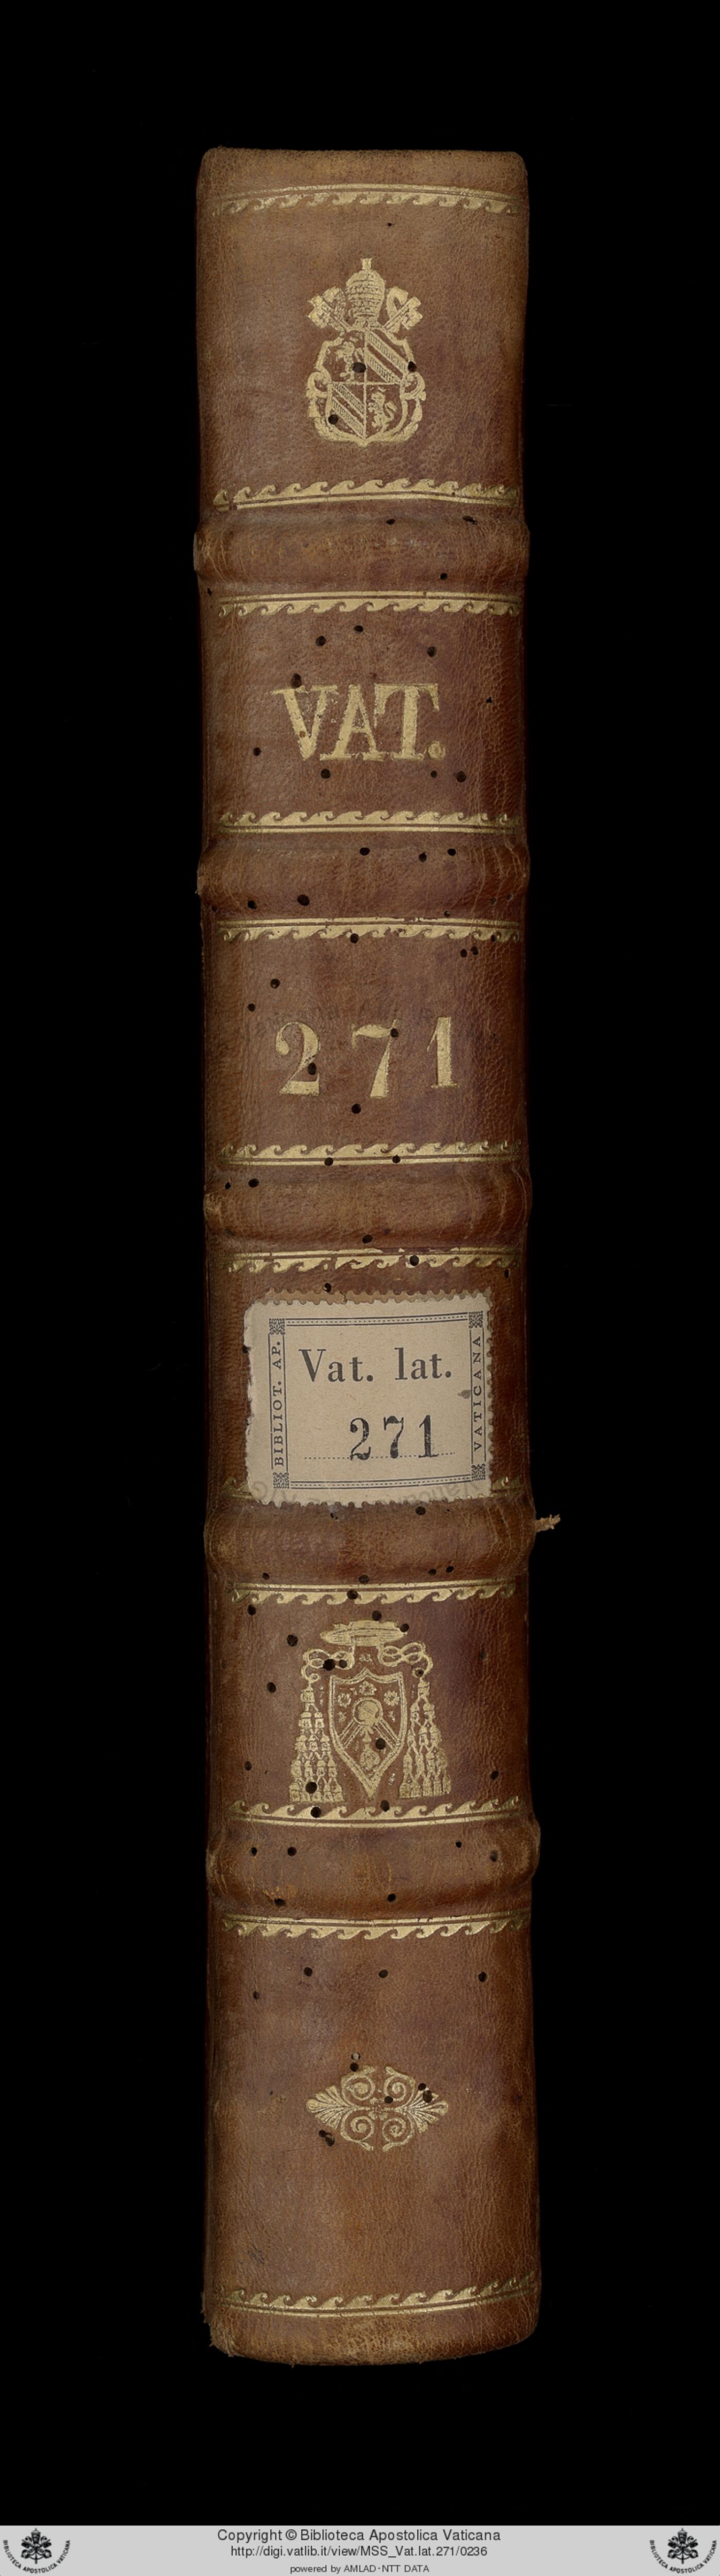 VAT.
271
BIBLIOT. AP.
Vat. lat.
271
VATICANA
Copyright © Biblioteca Apostolica Vaticana
http://digi.vatlib.it/view/MSS_Vat.lat.271/0236
powered by AMLAD·NTT DATA